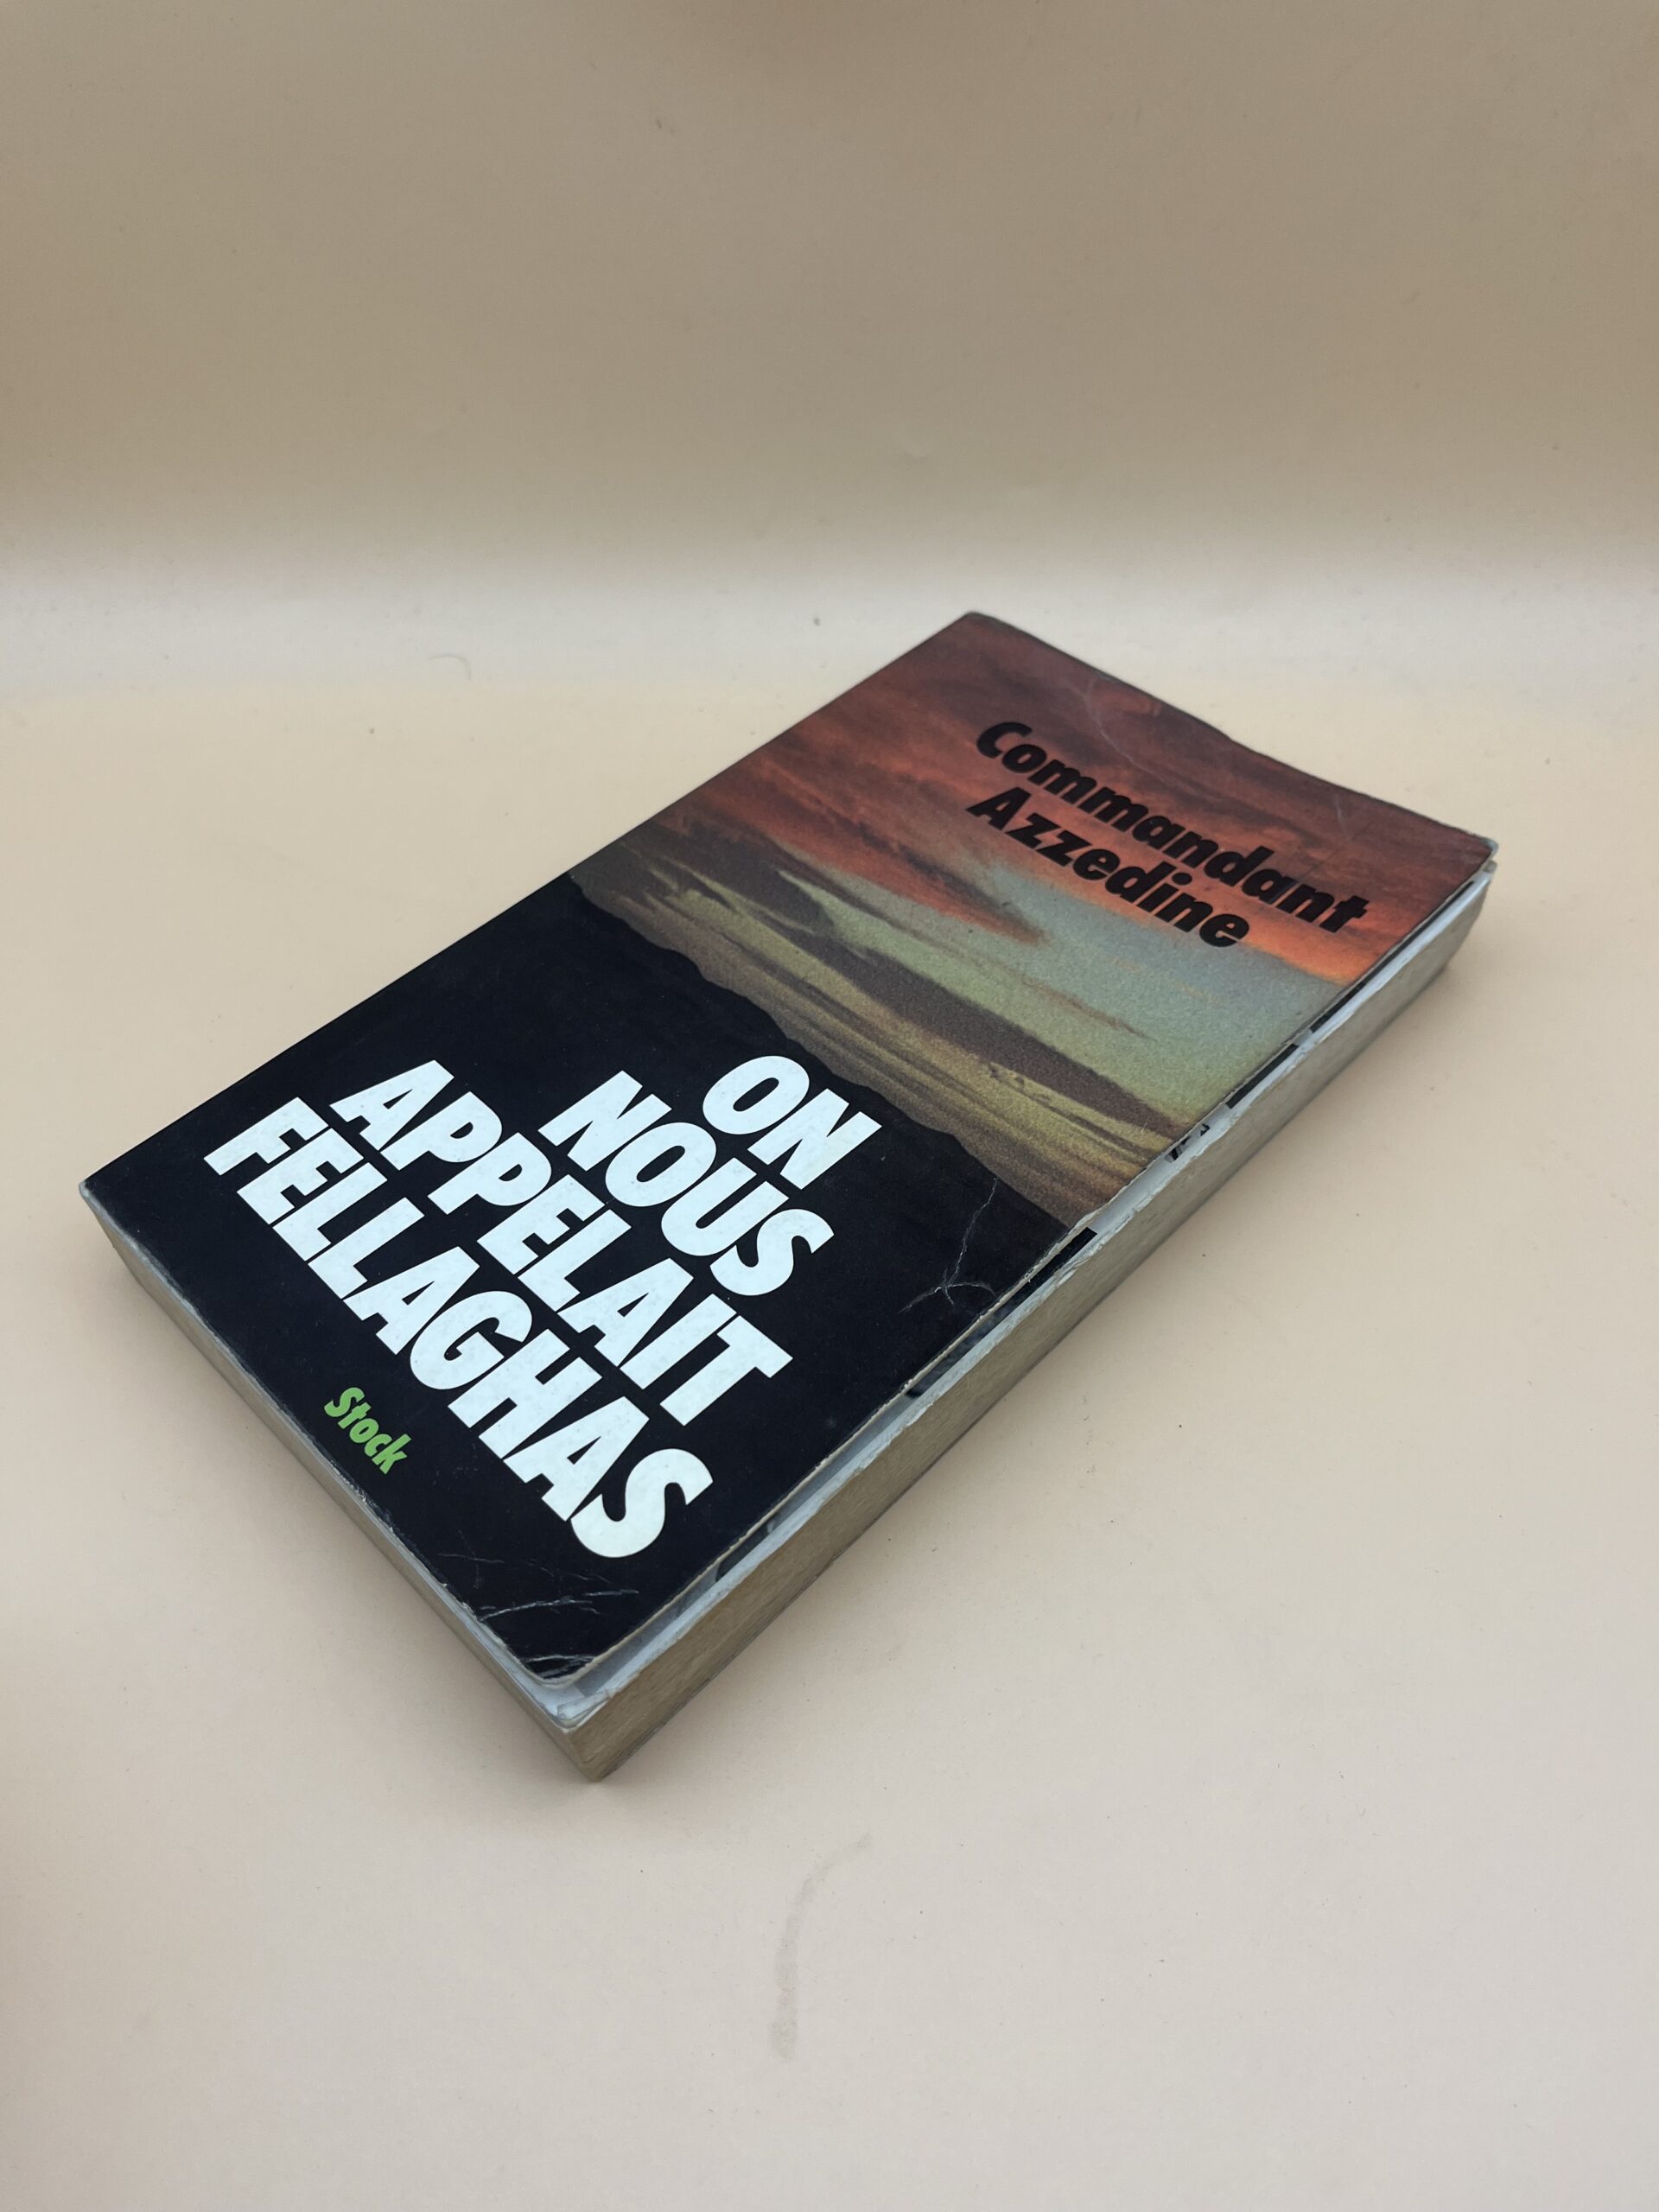 Commandant
Azzedine
ON
NOUS
APPELAIT
FELLAGHAS
Stock